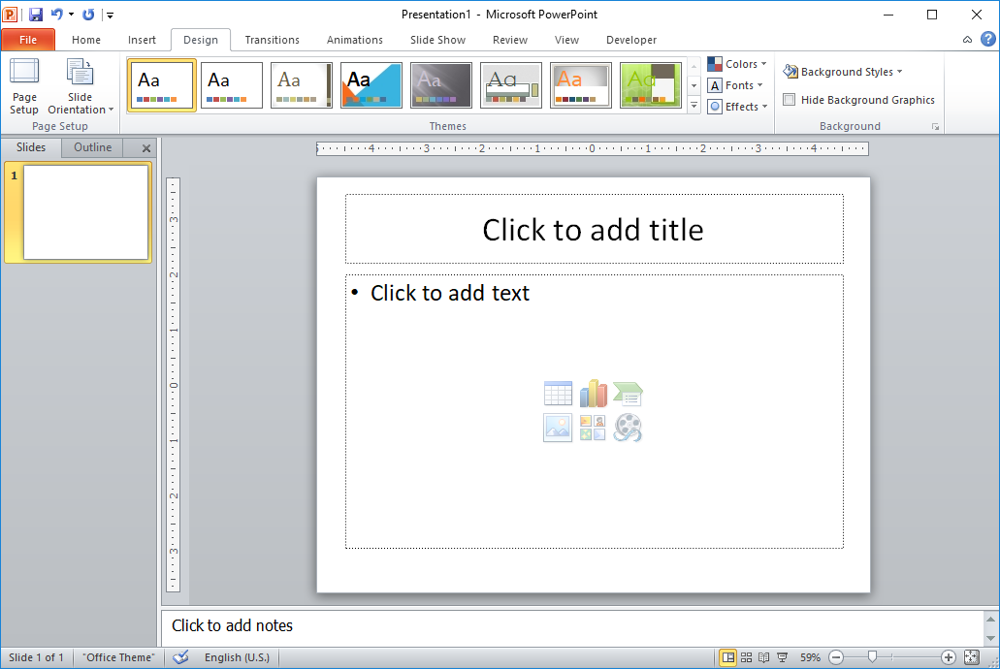 Presentation1 - Microsoft PowerPoint
File Home Insert Design Transitions Animations Slide Show Review View Developer
Page Setup
Slide Orientation
Page Setup
Aa Aa Aa Aa Aa Aa Aa Aa
Themes
Colors
Fonts
Effects
Background Styles
Hide Background Graphics
Background
Slides Outline
1
4 3 2 1 0 1 2 3 4
3
2
1
0
1
2
3
Click to add title
• Click to add text
Click to add notes
Slide 1 of 1 "Office Theme" English (U.S.) 59%